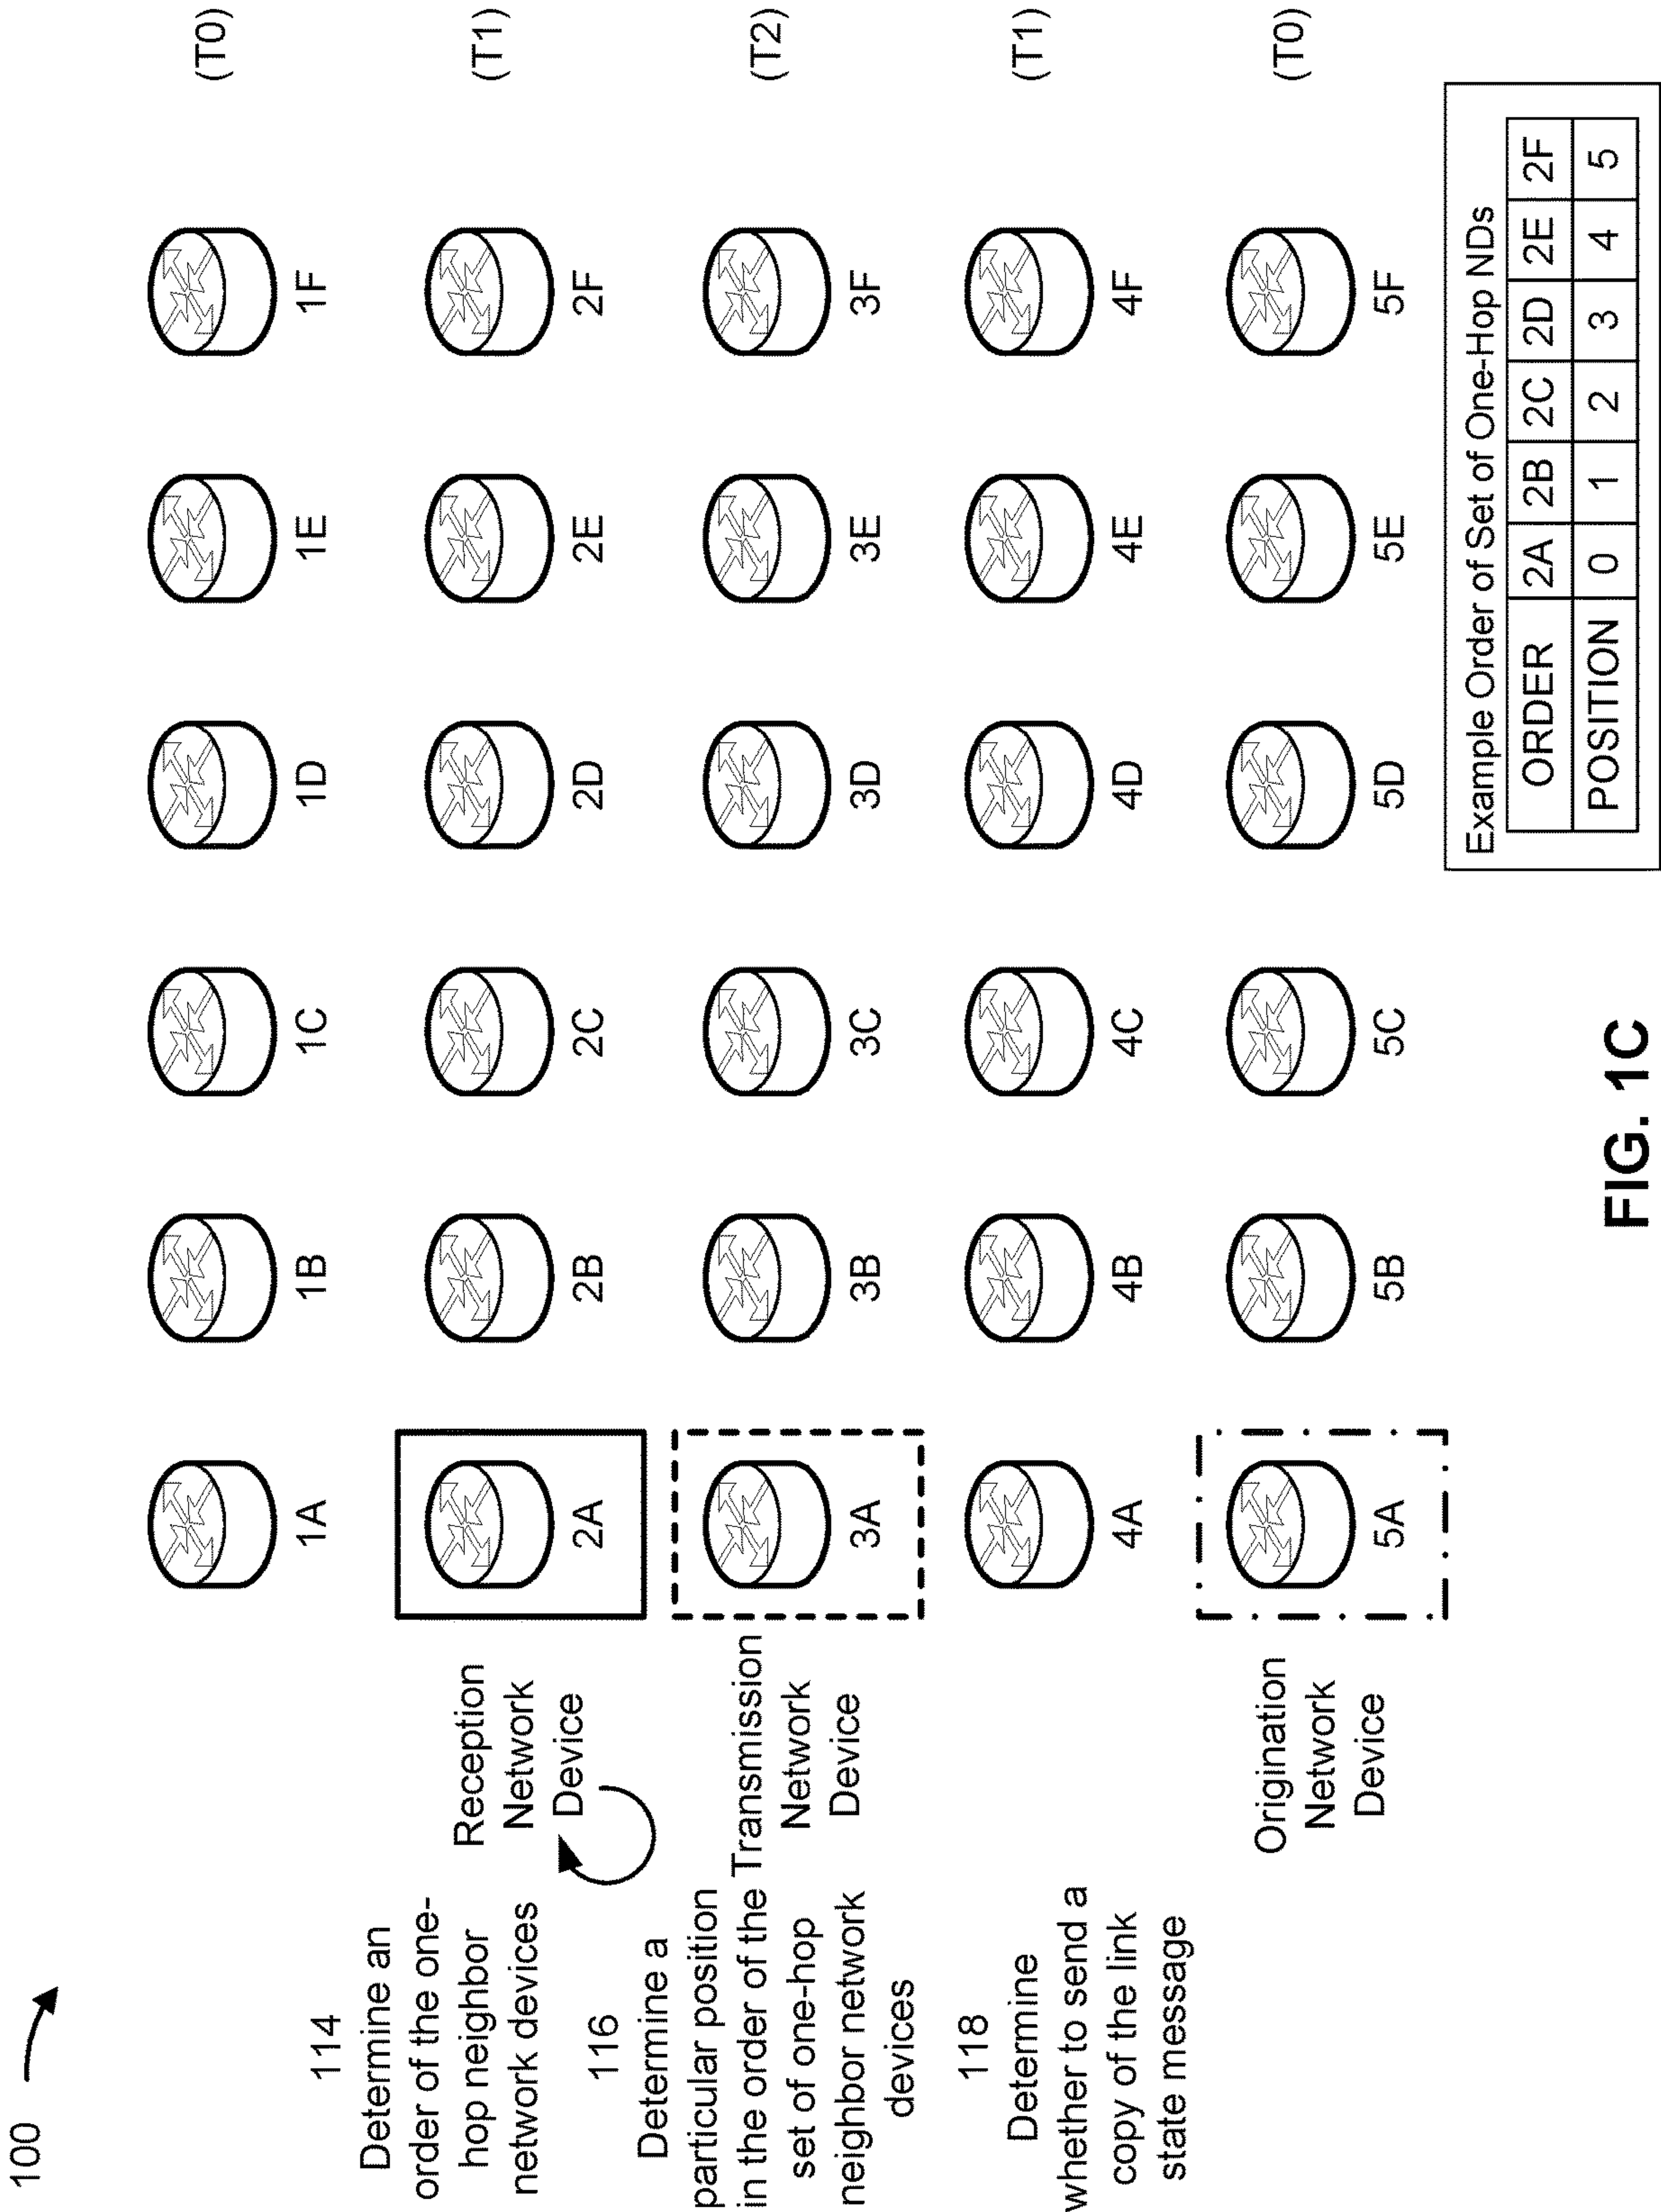 100
114
Determine an
order of the one-
hop neighbor
network devices
116
Determine a
particular position
in the order of the
set of one-hop
neighbor network
devices
118
Determine
whether to send a
copy of the link
state message
Reception
Network
Device
Transmission
Network
Device
Origination
Network
Device
1A 1B 1C 1D 1E 1F (T0)
2A 2B 2C 2D 2E 2F (T1)
3A 3B 3C 3D 3E 3F (T2)
4A 4B 4C 4D 4E 4F (T1)
5A 5B 5C 5D 5E 5F (T0)
Example Order of Set of One-Hop NDs
ORDER 2A 2B 2C 2D 2E 2F
POSITION 0 1 2 3 4 5
FIG. 1C